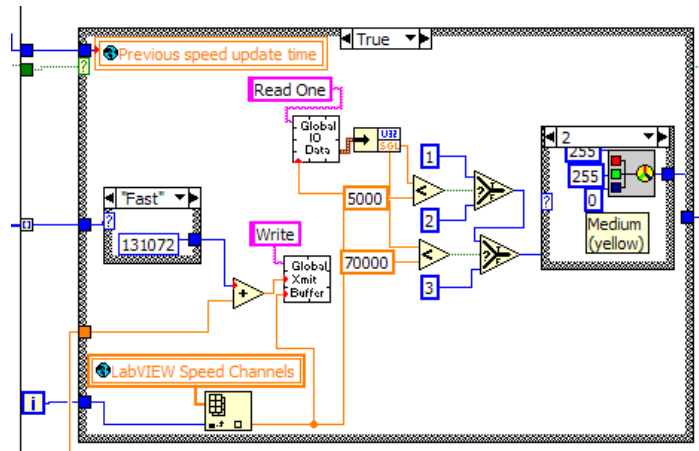 True
Previous speed update time
?
Read One
Global
IO
Data
U32
SGL
1
2
255
255
0
Medium
(yellow)
?
5000
<
?
T
F
2
"Fast"
?
131072
Write
Global
Xmit
Buffer
70000
<
?
T
F
3
+
LabVIEW Speed Channels
i